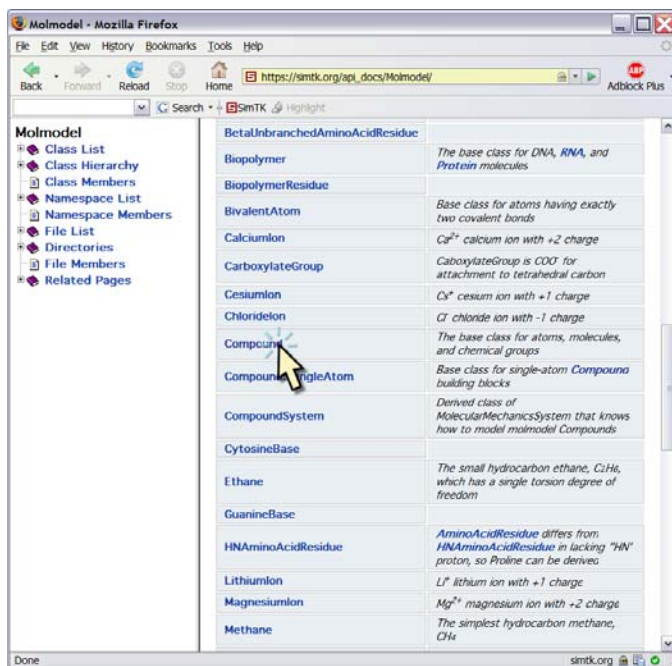 Molmodel - Mozilla Firefox
File Edit View History Bookmarks Tools Help
Back Forward Reload Stop Home https://simtk.org/api_docs/Molmodel/ ABP Adblock Plus
G Search SimTK Highlight
Molmodel
Class List
Class Hierarchy
Class Members
Namespace List
Namespace Members
File List
Directories
File Members
Related Pages
BetaUnbranchedAminoAcidResidue
Biopolymer
The base class for DNA, RNA, and
Protein molecules
BiopolymerResidue
BivalentAtom
Base class for atoms having exactly
two covalent bonds
CalciumIon
Ca2+ calcium ion with +2 charge
CarboxylateGroup
CaboxylateGroup is COO- for
attachment to tetrahedral carbon
CesiumIon
Cs+ cesium ion with +1 charge
ChlorideIon
Cl- chloride ion with -1 charge
Compound
The base class for atoms, molecules,
and chemical groups
Compound ngleAtom
Base class for single-atom Compound
building blocks
CompoundSystem
Derived class of
MolecularMechanicsSystem that knows
how to model molmodel Compounds
CytosineBase
Ethane
The small hydrocarbon ethane, C2H6,
which has a single torsion degree of
freedom
GuanineBase
HNAminoAcidResidue
AminoAcidResidue differs from
HNAminoAcidResidue in lacking "HN"
proton, so Proline can be derived
LithiumIon
Li+ lithium ion with +1 charge
MagnesiumIon
Mg2+ magnesium ion with +2 charge
Methane
The simplest hydrocarbon methane,
CH4
Done simtk.org